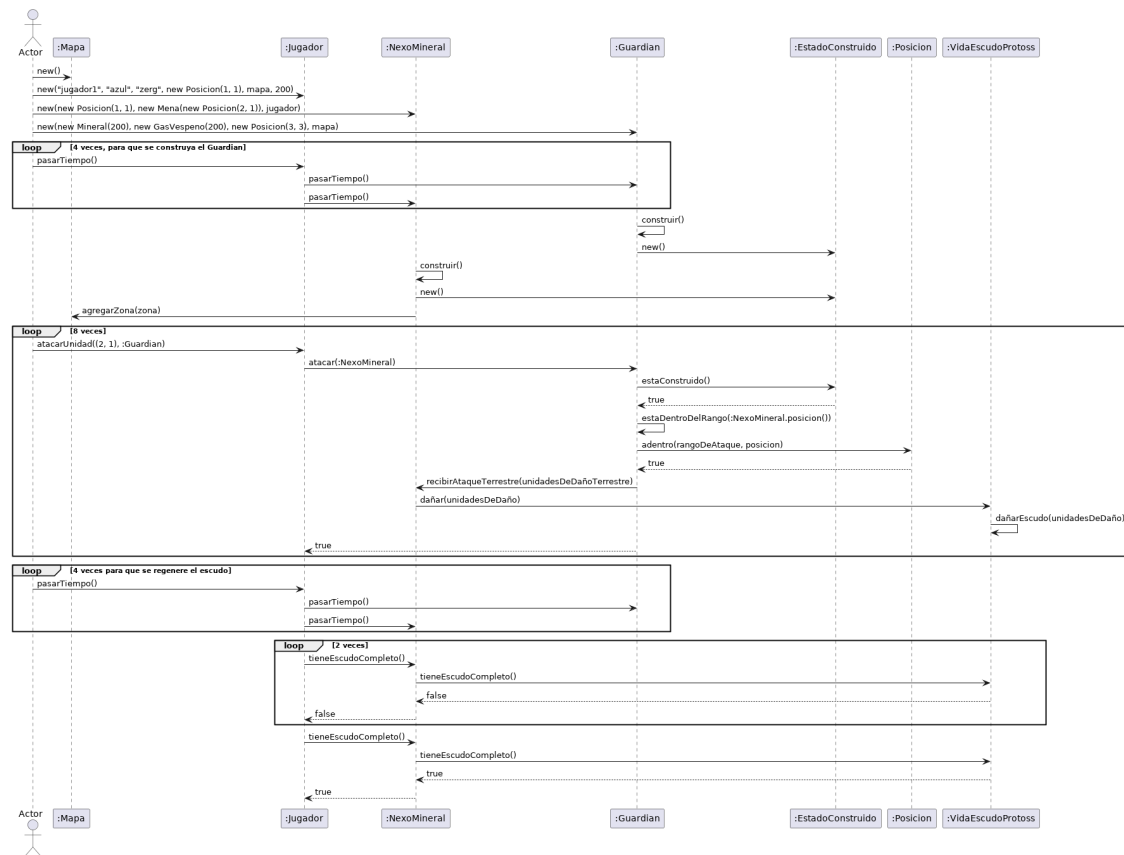 Actor
:Mapa
:Jugador
:NexoMineral
:Guardian
:EstadoConstruido
:Posicion
:VidaEscudoProtoss
new()
new("jugador1", "azul", "zerg", new Posicion(1, 1), mapa, 200)
new(new Posicion(1, 1), new Mena(new Posicion(2, 1)), jugador)
new(new Mineral(200), new GasVespeno(200), new Posicion(3, 3), mapa)
loop [4 veces, para que se construya el Guardian]
pasarTiempo()
pasarTiempo()
pasarTiempo()
construir()
new()
construir()
new()
agregarZona(zona)
loop [8 veces]
atacarUnidad((2, 1), :Guardian)
atacar(:NexoMineral)
estaConstruido()
true
estaDentroDelRango(:NexoMineral.posicion())
adentro(rangoDeAtaque, posicion)
true
recibirAtaqueTerrestre(unidadesDeDañoTerrestre)
dañar(unidadesDeDaño)
dañarEscudo(unidadesDeDaño)
true
loop [4 veces para que se regenere el escudo]
pasarTiempo()
pasarTiempo()
pasarTiempo()
loop [2 veces]
tieneEscudoCompleto()
tieneEscudoCompleto()
false
false
tieneEscudoCompleto()
tieneEscudoCompleto()
true
true
Actor
:Mapa
:Jugador
:NexoMineral
:Guardian
:EstadoConstruido
:Posicion
:VidaEscudoProtoss